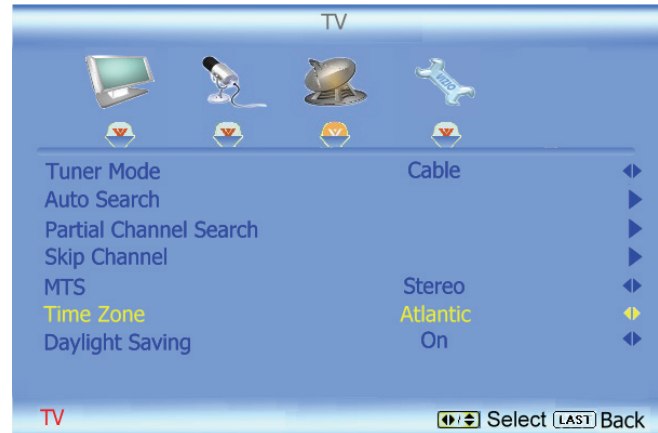 TV
VIZIO
Tuner Mode Cable
Auto Search
Partial Channel Search
Skip Channel
MTS Stereo
Time Zone Atlantic
Daylight Saving On
TV Select LAST Back